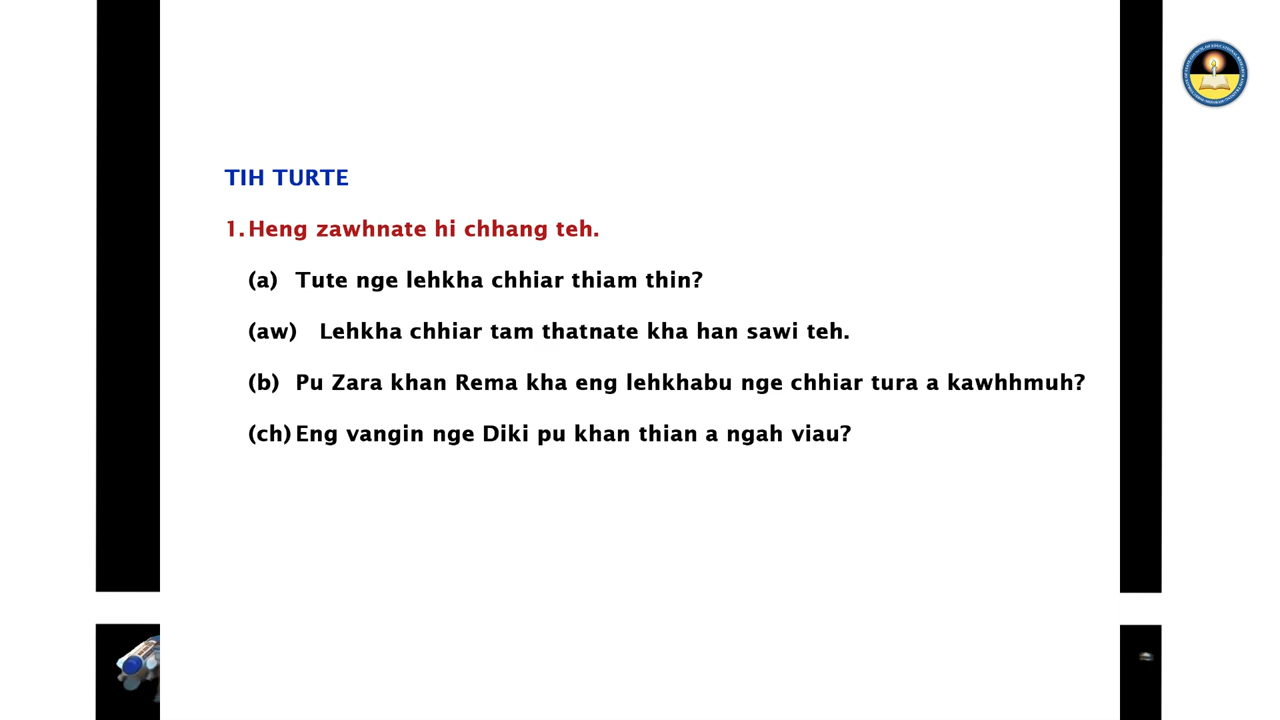 TIH TURTE
1. Heng zawhnate hi chhang teh.
(a) Tute nge lehkha chhiar thiam thin?
(aw) Lehkha chhiar tam thatnate kha han sawi teh.
(b) Pu Zara khan Rema kha eng lehkhabu nge chhiar tura a kawhhmuh?
(ch) Eng vangin nge Diki pu khan thian a ngah viau?